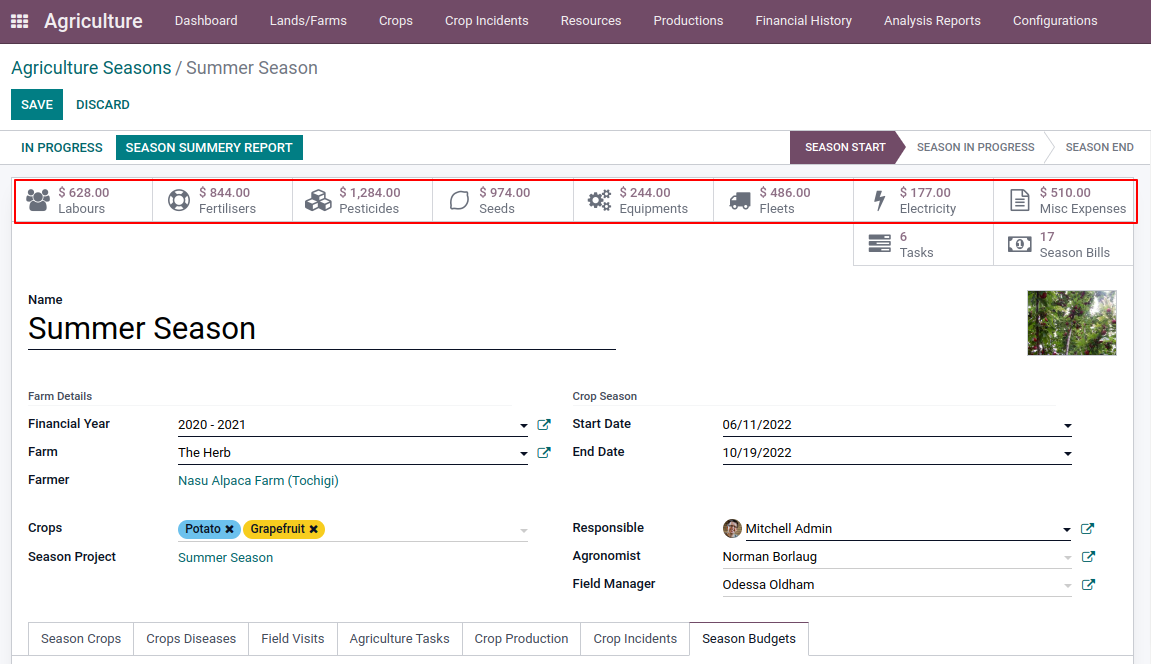 Agriculture Dashboard Lands/Farms Crops Crop Incidents Resources Productions Financial History Analysis Reports Configurations
Agriculture Seasons / Summer Season
SAVE DISCARD
IN PROGRESS SEASON SUMMERY REPORT SEASON START SEASON IN PROGRESS SEASON END
$ 628.00 $ 844.00 $ 1,284.00 $ 974.00 $ 244.00 $ 486.00 $ 177.00 $ 510.00
Labours Fertilisers Pesticides Seeds Equipments Fleets Electricity Misc Expenses
6 17
Tasks Season Bills
Name
Summer Season
Farm Details Crop Season
Financial Year 2020 - 2021 Start Date 06/11/2022
Farm The Herb End Date 10/19/2022
Farmer Nasu Alpaca Farm (Tochigi)
Crops Potato ✖ Grapefruit ✖ Responsible Mitchell Admin
Season Project Summer Season Agronomist Norman Borlaug
Field Manager Odessa Oldham
Season Crops Crops Diseases Field Visits Agriculture Tasks Crop Production Crop Incidents Season Budgets